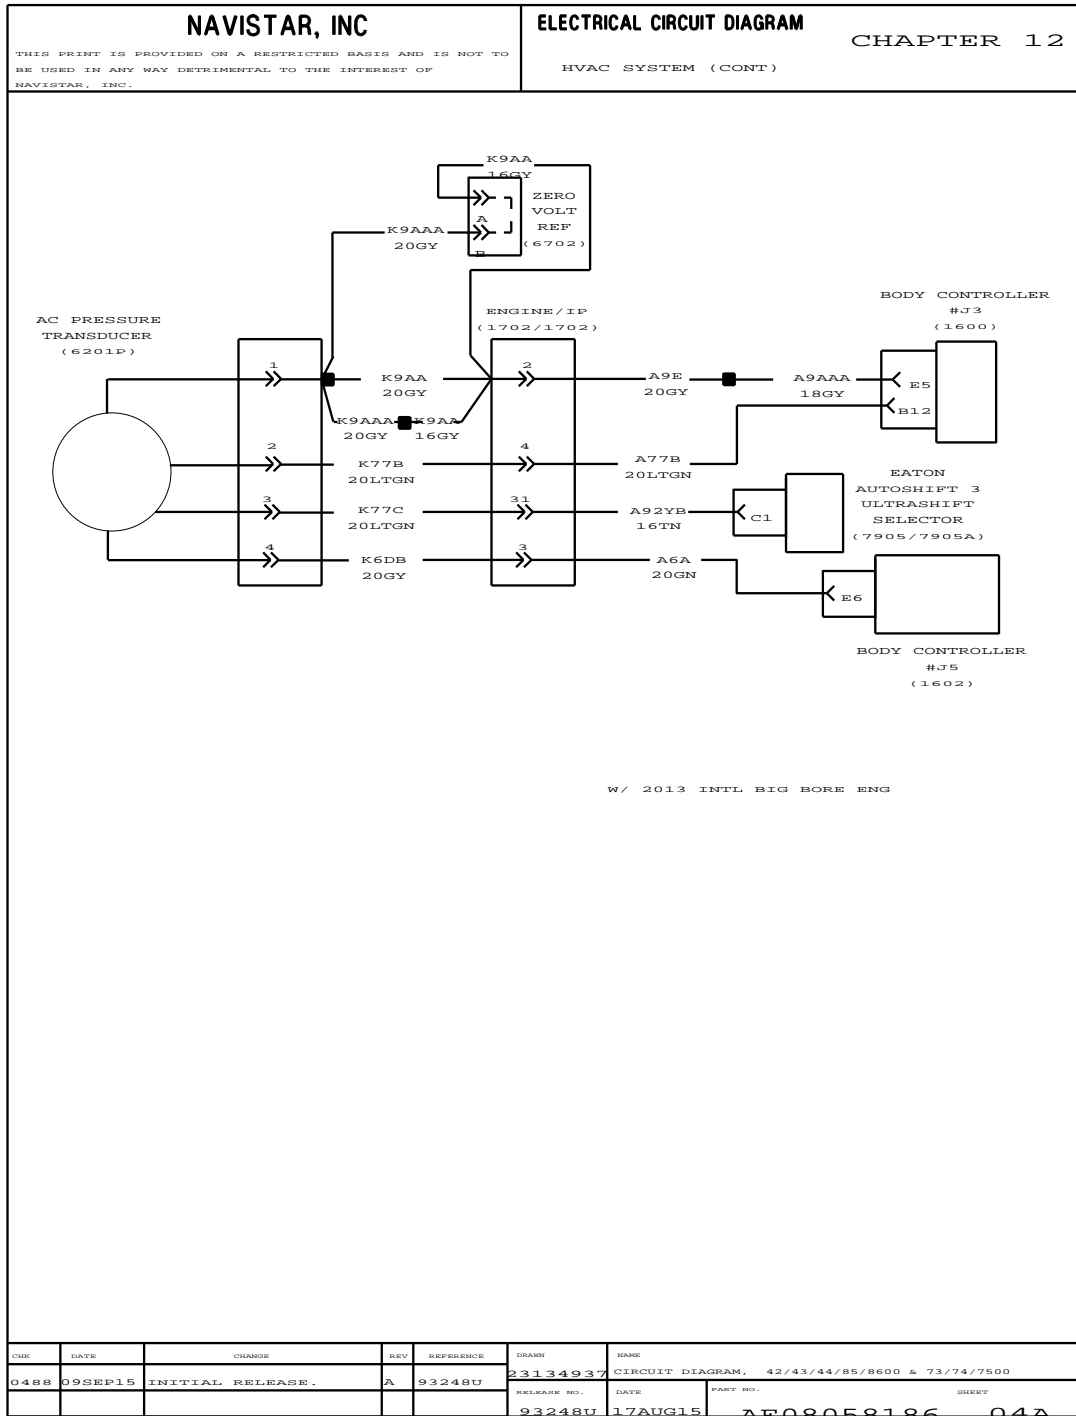 NAVISTAR, INC
THIS PRINT IS PROVIDED ON A RESTRICTED BASIS AND IS NOT TO
BE USED IN ANY WAY DETRIMENTAL TO THE INTEREST OF
NAVISTAR, INC.
ELECTRICAL CIRCUIT DIAGRAM
CHAPTER 12
HVAC SYSTEM (CONT)
K9AA
16GY
ZERO
VOLT
REF
(6702)
A
B
K9AAA
20GY
AC PRESSURE
TRANSDUCER
(6201P)
ENGINE/IP
(1702/1702)
BODY CONTROLLER
#J3
(1600)
1
K9AA
20GY
2
A9E
20GY
A9AAA
18GY
E5
B12
K9AAA
20GY
K9AA
16GY
2
K77B
20LTGN
4
A77B
20LTGN
3
K77C
20LTGN
31
A92YB
16TN
C1
EATON
AUTOSHIFT 3
ULTRASHIFT
SELECTOR
(7905/7905A)
4
K6DB
20GY
3
A6A
20GN
E6
BODY CONTROLLER
#J5
(1602)
W/ 2013 INTL BIG BORE ENG
CHK DATE CHANGE REV REFERENCE
0488 09SEP15 INITIAL RELEASE. A 93248U
DRAWN
23134937
NAME
CIRCUIT DIAGRAM, 42/43/44/85/8600 & 73/74/7500
RELEASE NO.
93248U
DATE
17AUG15
PART NO.
AF08058186
SHEET
04A